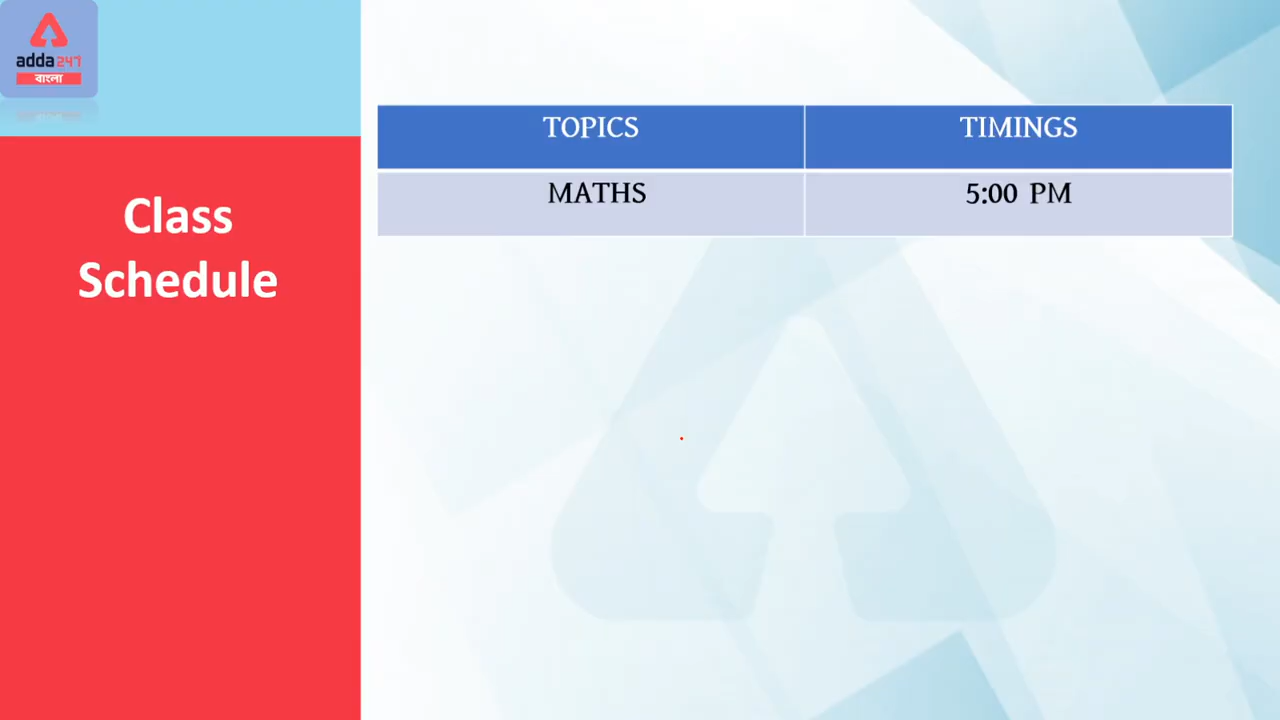 adda247
বাংলা
Class
Schedule
TOPICS TIMINGS
MATHS 5:00 PM